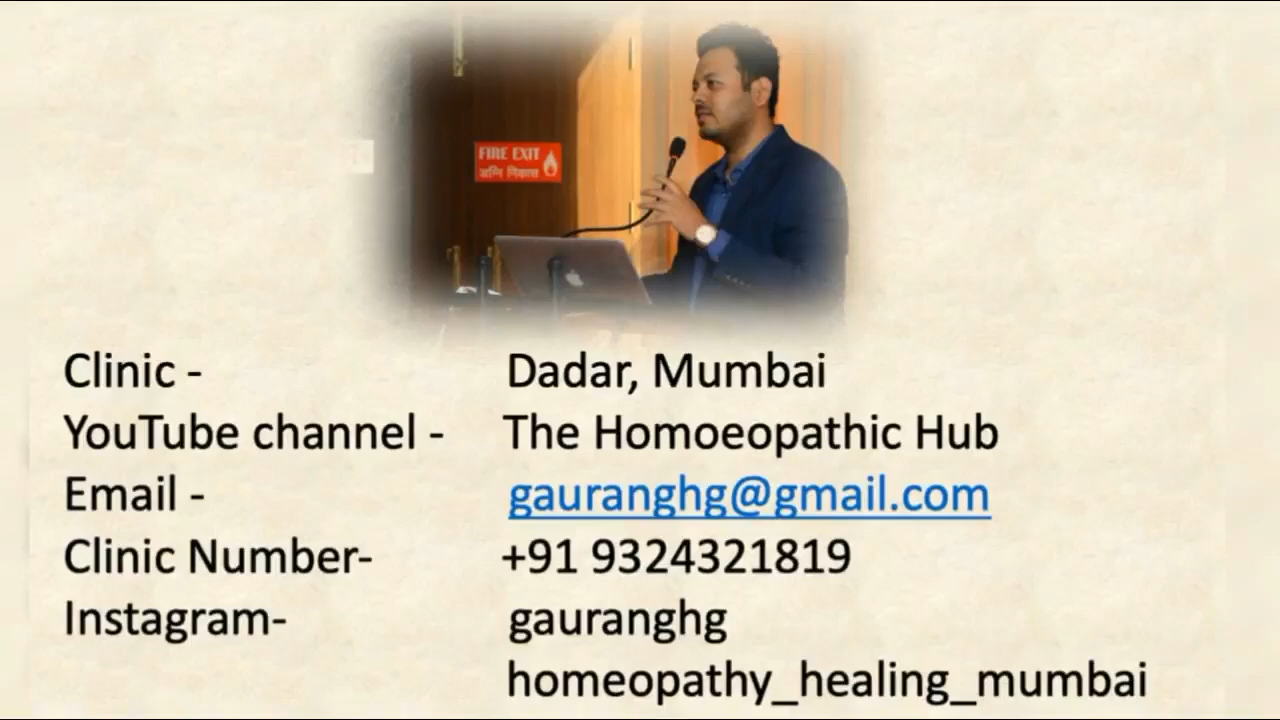 FIRE EXIT
अग्नि निकास
Clinic - Dadar, Mumbai
YouTube channel - The Homoeopathic Hub
Email - gauranghg@gmail.com
Clinic Number- +91 9324321819
Instagram- gauranghg
homeopathy_healing_mumbai